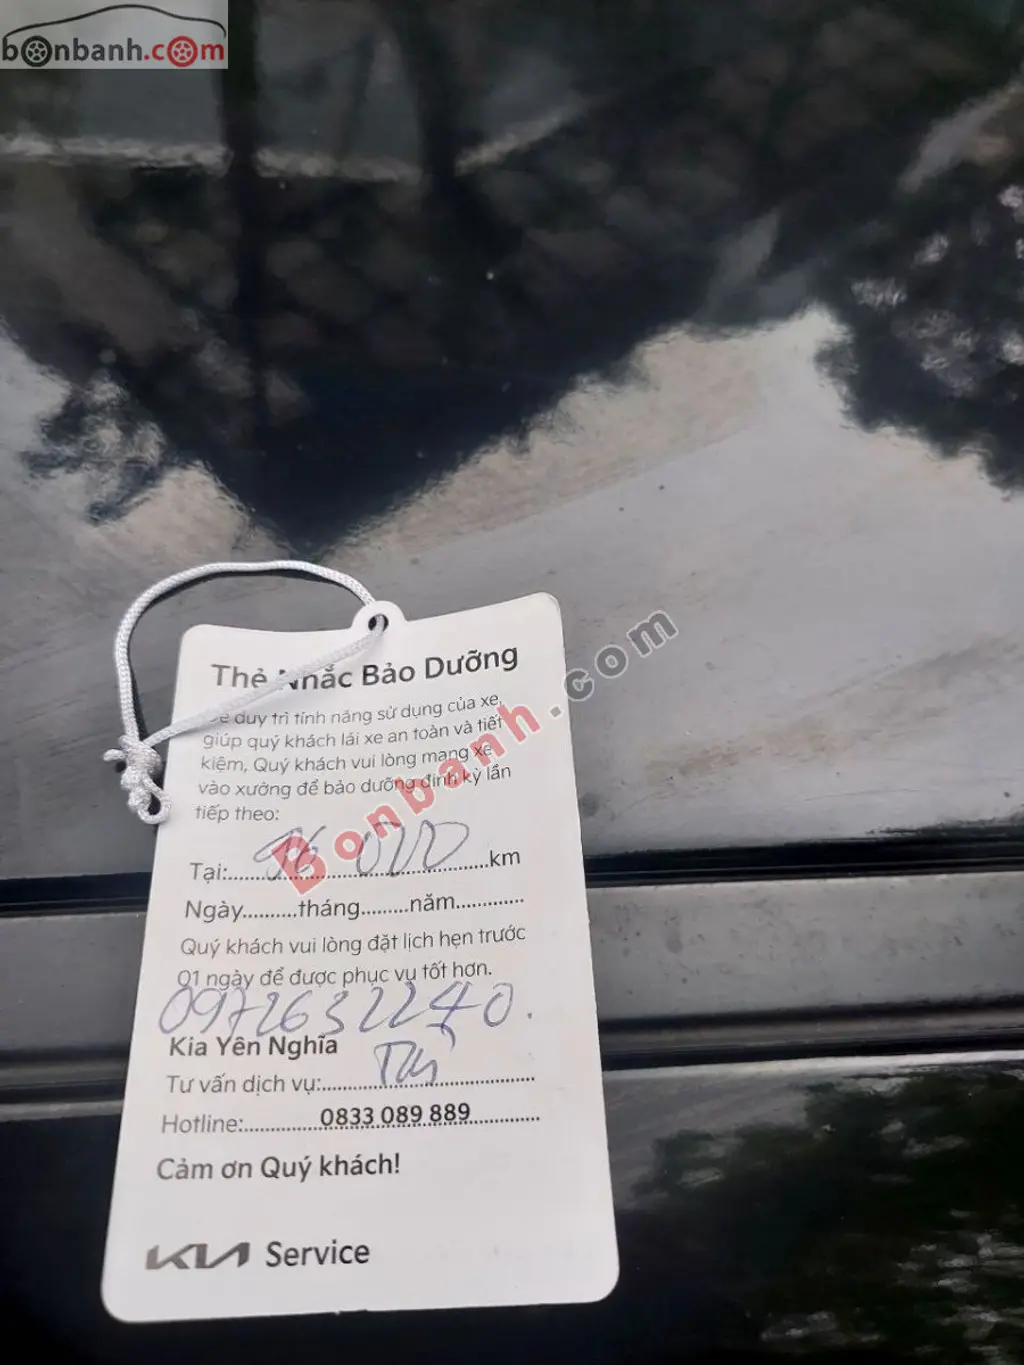 bonbanh.com
Thẻ Nhắc Bảo Dưỡng
duy trì tính năng sử dụng của xe,
giúp quý khách lái xe an toàn và tiết
kiệm, Quý khách vui lòng mang xe
vào xưởng để bảo dưỡng định kỳ lần
tiếp theo:
Tại:.....................km
Ngày..........tháng.........năm.............
Quý khách vui lòng đặt lịch hẹn trước
01 ngày để được phục vụ tốt hơn.
0972632240.
Kia Yên Nghĩa
Tư vấn dịch vụ:.....................
Hotline:............0833 089 889............
Cảm ơn Quý khách!
KIA Service
Bonbanh.com